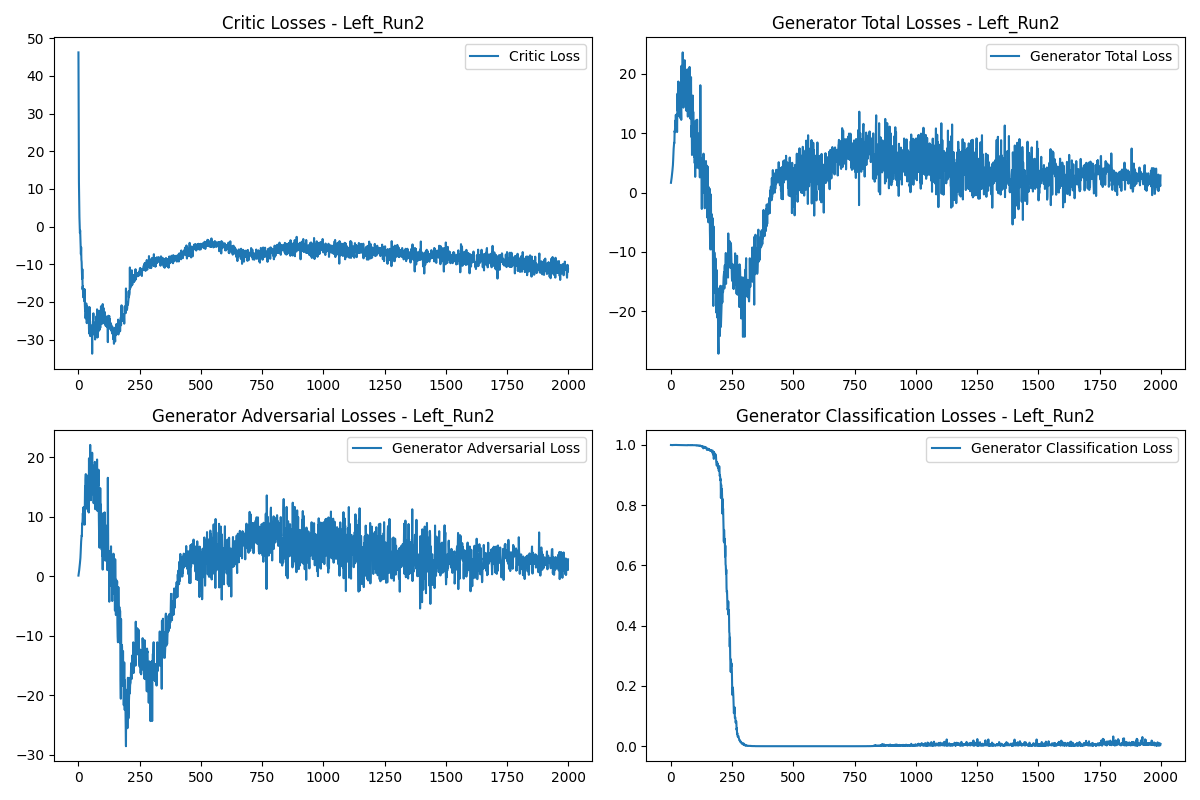 Critic Losses - Left_Run2
Critic Loss
50
40
30
20
10
0
−10
−20
−30
0 250 500 750 1000 1250 1500 1750 2000
Generator Total Losses - Left_Run2
Generator Total Loss
20
10
0
−10
−20
0 250 500 750 1000 1250 1500 1750 2000
Generator Adversarial Losses - Left_Run2
Generator Adversarial Loss
20
10
0
−10
−20
−30
0 250 500 750 1000 1250 1500 1750 2000
Generator Classification Losses - Left_Run2
Generator Classification Loss
1.0
0.8
0.6
0.4
0.2
0.0
0 250 500 750 1000 1250 1500 1750 2000